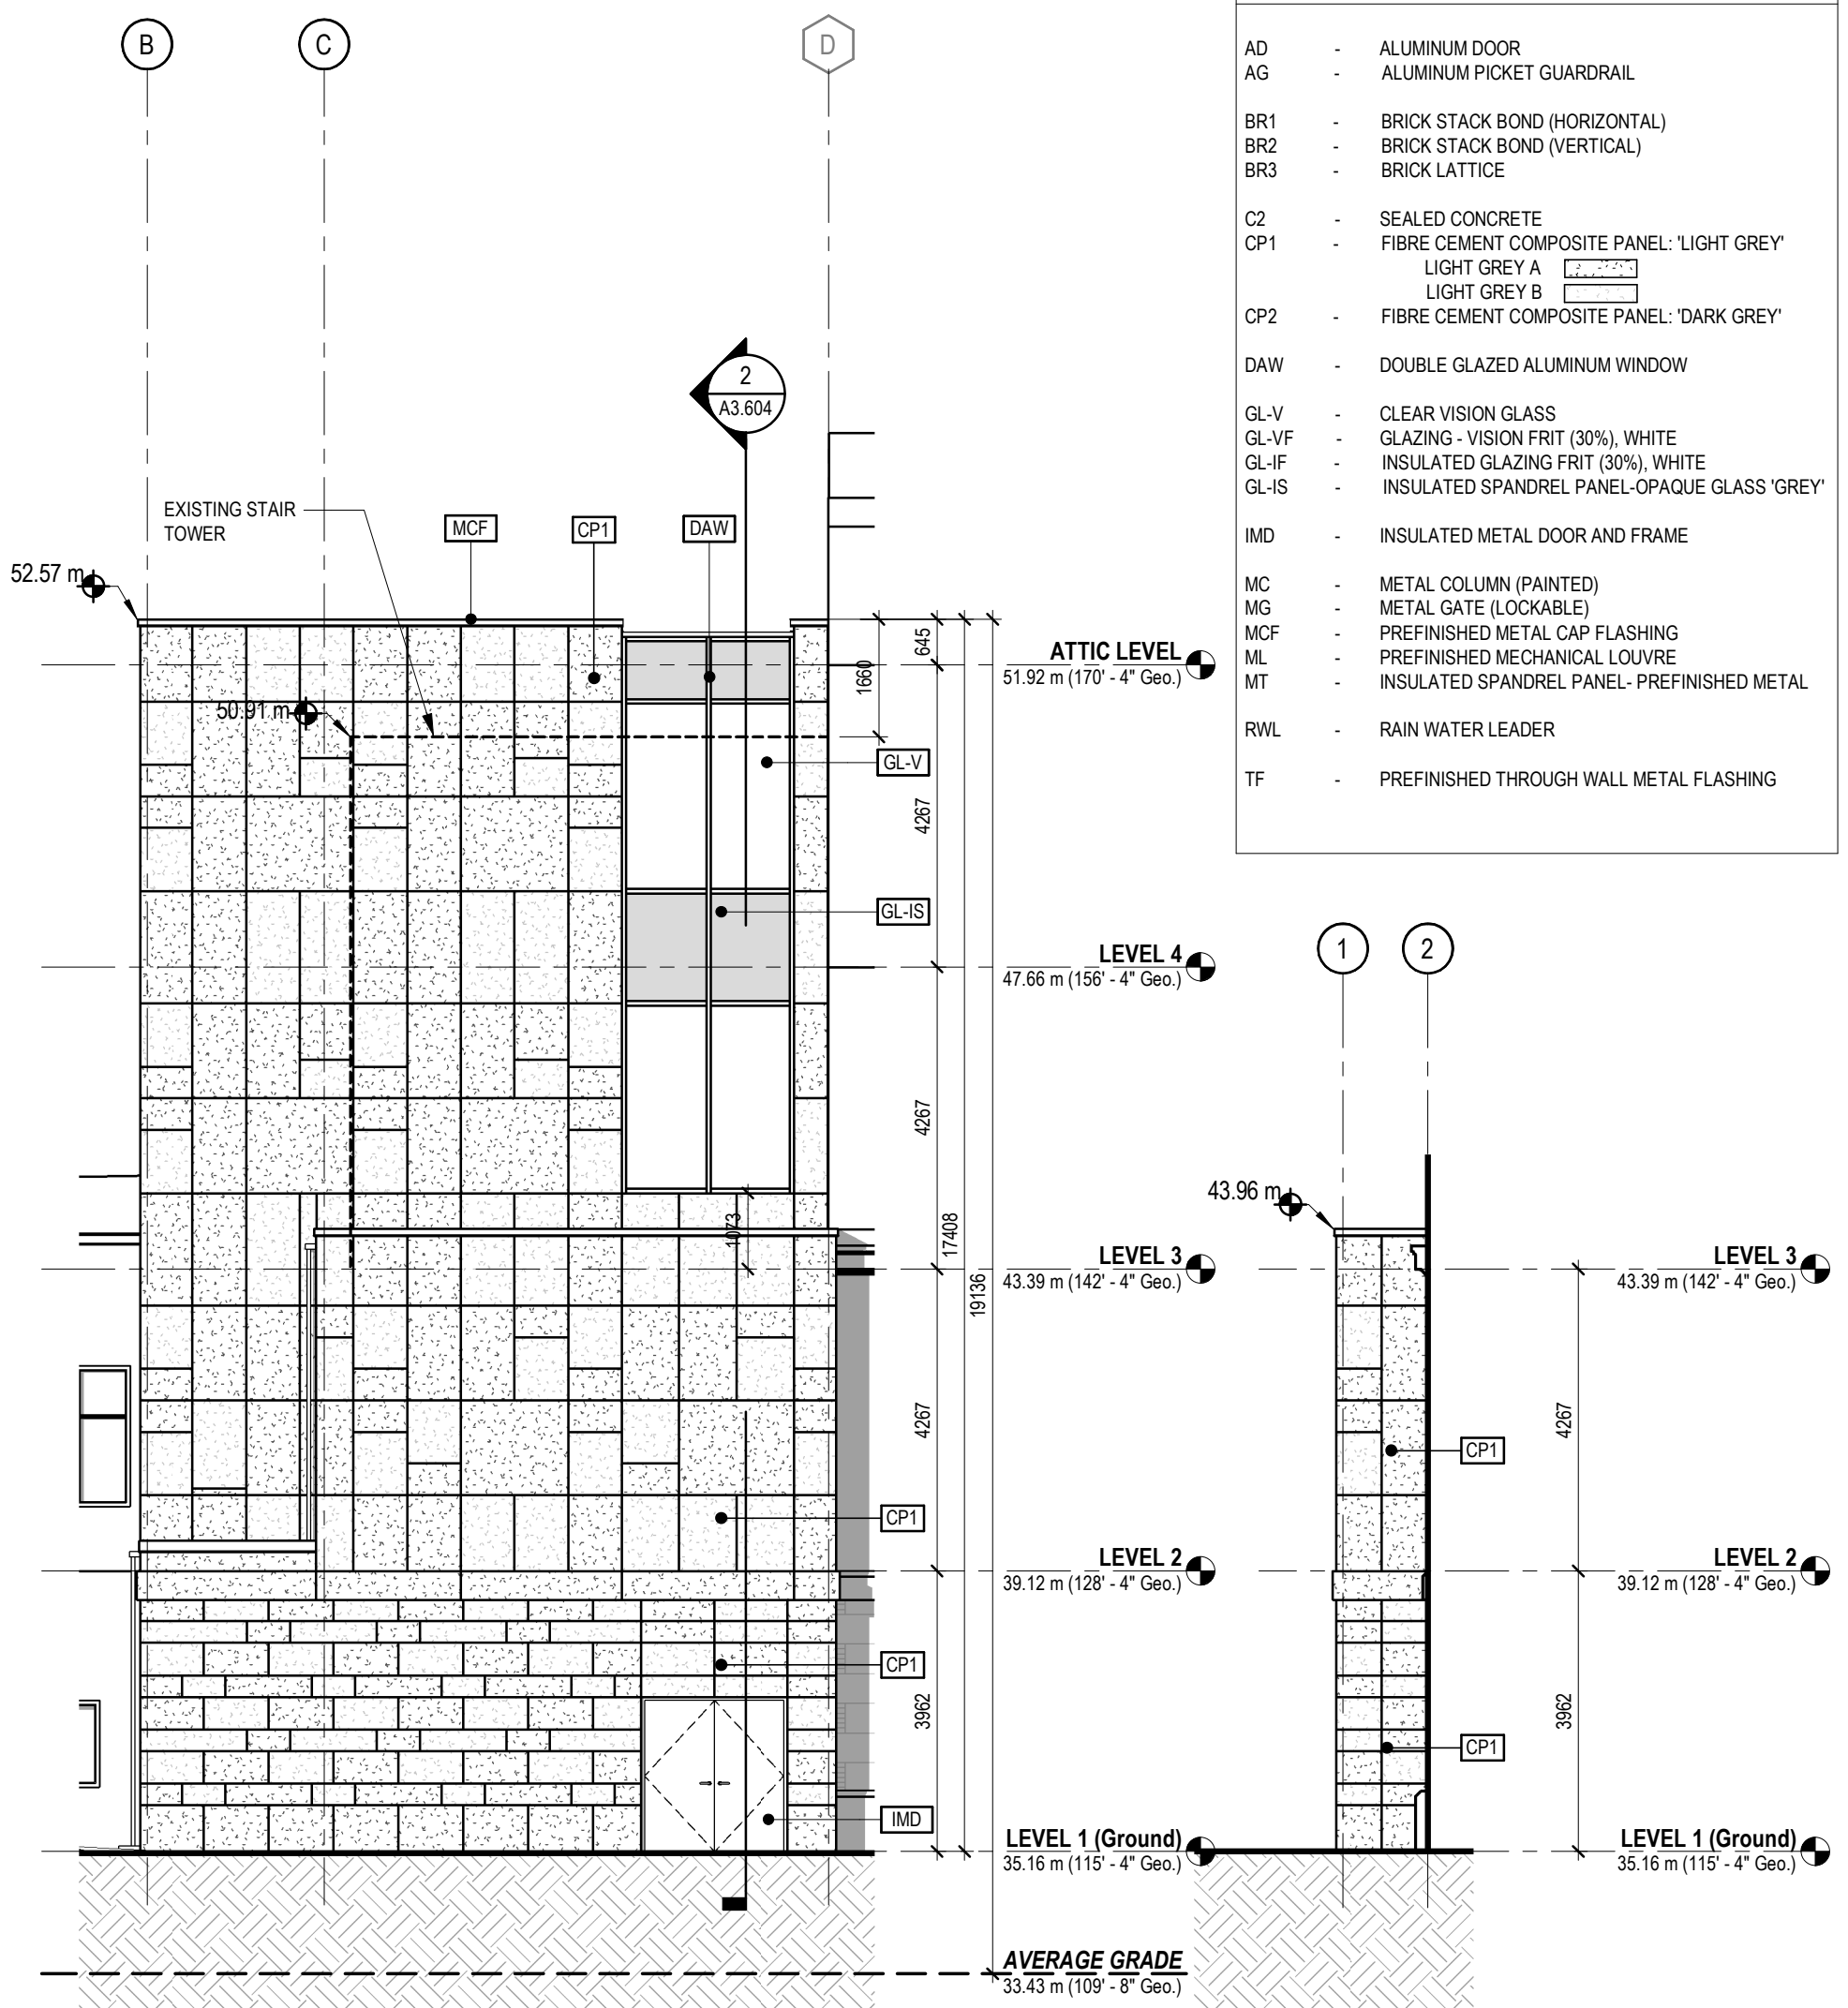 B
C
D
2
A3.604
EXISTING STAIR
TOWER
MCF
CP1
DAW
52.57 m
50.91 m
GL-V
GL-IS
CP1
CP1
IMD
645
1660
4267
4267
1073
17408
19136
4267
3962
ATTIC LEVEL
51.92 m (170' - 4" Geo.)
LEVEL 4
47.66 m (156' - 4" Geo.)
LEVEL 3
43.39 m (142' - 4" Geo.)
LEVEL 2
39.12 m (128' - 4" Geo.)
LEVEL 1 (Ground)
35.16 m (115' - 4" Geo.)
AVERAGE GRADE
33.43 m (109' - 8" Geo.)
AD - ALUMINUM DOOR
AG - ALUMINUM PICKET GUARDRAIL
BR1 - BRICK STACK BOND (HORIZONTAL)
BR2 - BRICK STACK BOND (VERTICAL)
BR3 - BRICK LATTICE
C2 - SEALED CONCRETE
CP1 - FIBRE CEMENT COMPOSITE PANEL: 'LIGHT GREY'
LIGHT GREY A
LIGHT GREY B
CP2 - FIBRE CEMENT COMPOSITE PANEL: 'DARK GREY'
DAW - DOUBLE GLAZED ALUMINUM WINDOW
GL-V - CLEAR VISION GLASS
GL-VF - GLAZING - VISION FRIT (30%), WHITE
GL-IF - INSULATED GLAZING FRIT (30%), WHITE
GL-IS - INSULATED SPANDREL PANEL-OPAQUE GLASS 'GREY'
IMD - INSULATED METAL DOOR AND FRAME
MC - METAL COLUMN (PAINTED)
MG - METAL GATE (LOCKABLE)
MCF - PREFINISHED METAL CAP FLASHING
ML - PREFINISHED MECHANICAL LOUVRE
MT - INSULATED SPANDREL PANEL- PREFINISHED METAL
RWL - RAIN WATER LEADER
TF - PREFINISHED THROUGH WALL METAL FLASHING
1
2
43.96 m
CP1
CP1
4267
3962
LEVEL 3
43.39 m (142' - 4" Geo.)
LEVEL 2
39.12 m (128' - 4" Geo.)
LEVEL 1 (Ground)
35.16 m (115' - 4" Geo.)